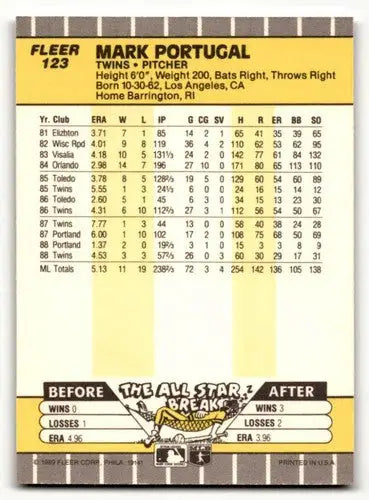 FLEER
123
MARK PORTUGAL
TWINS • PITCHER
Height 6'0", Weight 200, Bats Right, Throws Right
Born 10-30-62, Los Angeles, CA
Home Barrington, RI
Yr. Club ERA W L IP G CG SV H R ER BB SO
81 Elizbton 3.71 7 1 85 14 2 1 65 41 35 39 65
82 Wisc Rpd 4.01 9 8 119 36 4 2 110 62 53 62 95
83 Visalia 4.18 10 5 131⅓ 24 2 0 142 77 61 84 132
84 Orlando 2.98 14 7 196 27 10 0 171 80 65 113 110
85 Toledo 3.78 8 5 128⅔ 19 5 0 129 60 54 60 89
85 Twins 5.55 1 3 24⅓ 6 0 0 24 16 15 14 12
86 Toledo 2.60 5 1 45 6 3 0 34 15 13 23 30
86 Twins 4.31 6 10 112⅔ 27 3 1 112 56 54 50 67
87 Twins 7.77 1 3 44 13 0 0 58 40 38 24 28
87 Portland 6.00 1 10 102 17 2 0 108 75 68 50 69
88 Portland 1.37 2 0 19⅔ 3 1 0 15 3 3 8 9
88 Twins 4.53 3 3 57⅔ 26 0 3 60 30 29 17 31
ML Totals 5.13 11 19 238⅔ 72 3 4 254 142 136 105 138
BEFORE THE ALL STAR BREAK AFTER
WINS 0 WINS 3
LOSSES 1 LOSSES 2
ERA 4.96 ERA 3.96
© 1989 FLEER CORP., PHILA. 19141
PRINTED IN U.S.A.